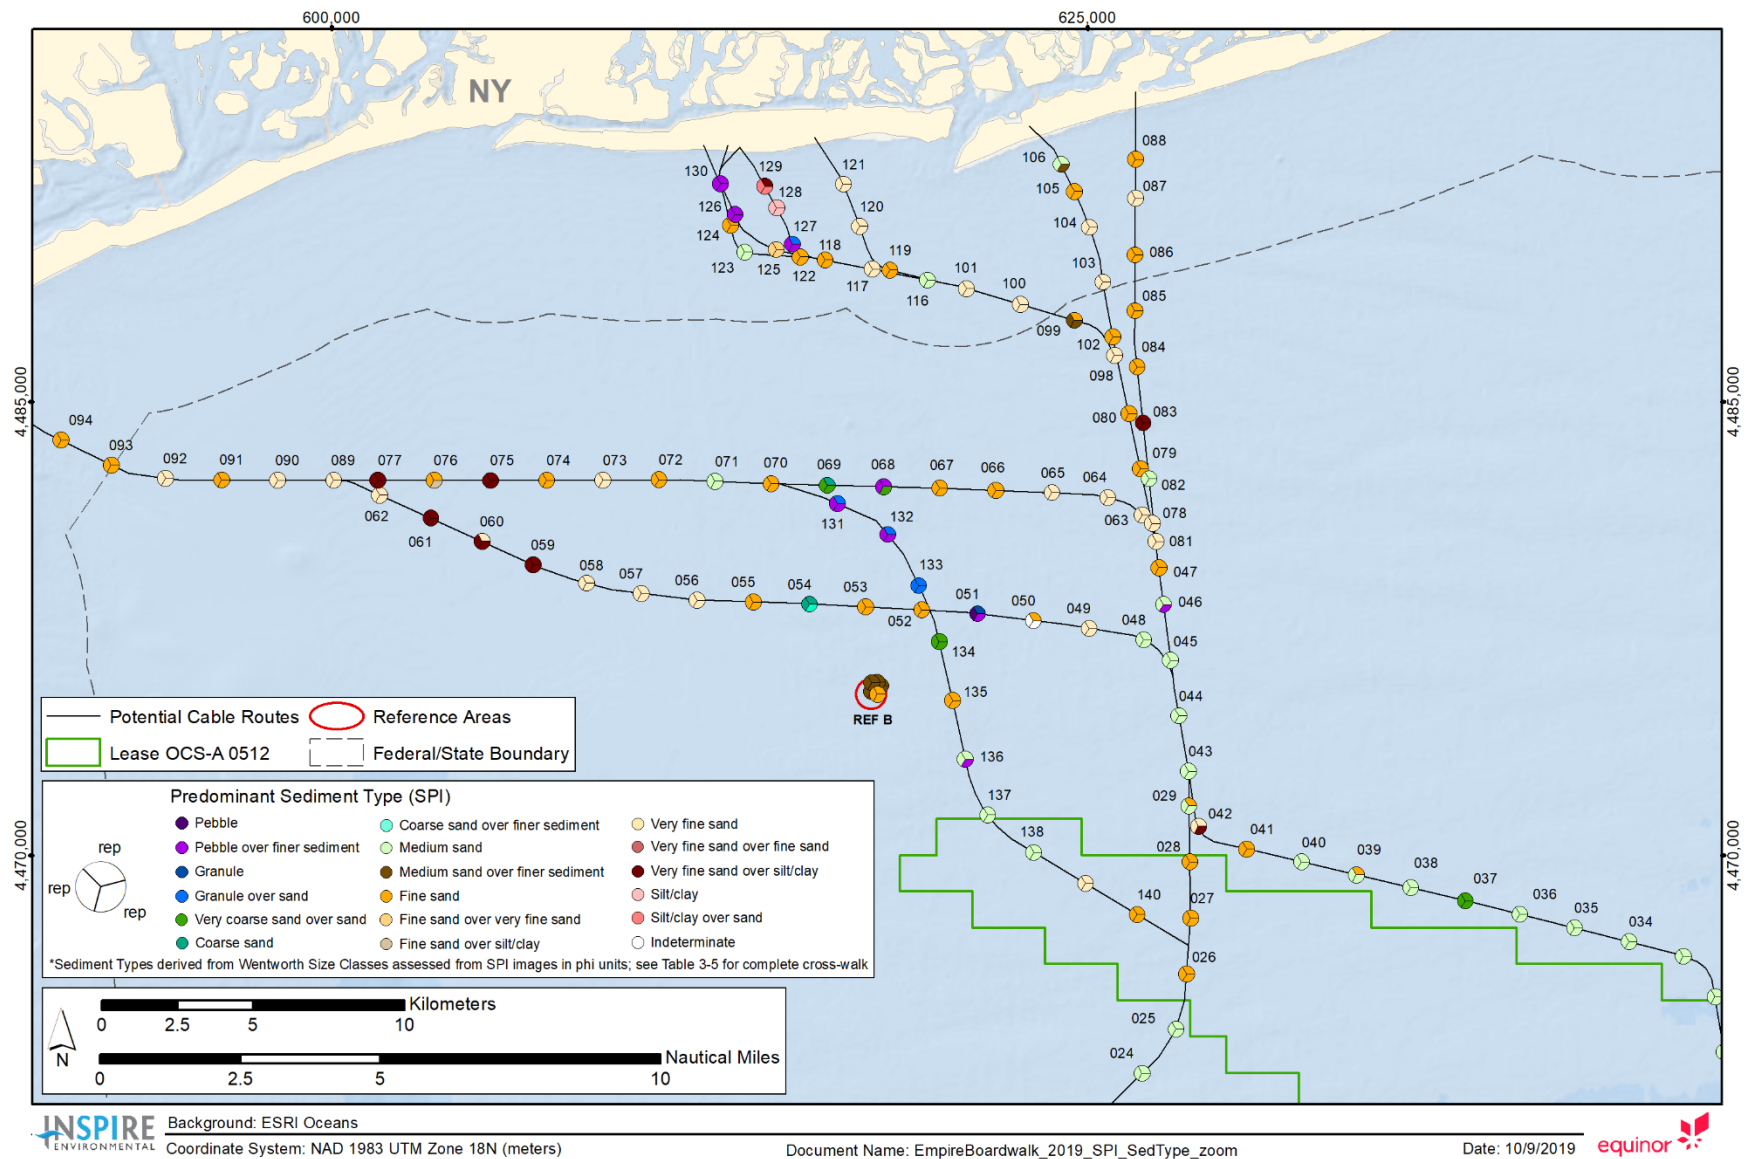 600,000
625,000
NY
4,485,000
4,485,000
4,470,000
4,470,000
088
087
086
085
084
083
106
105
104
103
102
098
080
079
082
078
081
130
129
128
127
126
124
123
125
122
118
121
120
119
117
116
101
100
099
094
093
092
091
090
089
077
076
075
074
073
072
071
070
069
068
067
066
065
064
063
062
061
060
059
058
057
056
055
054
053
052
051
050
049
048
047
046
045
044
043
131
132
133
134
135
136
137
138
140
REF B
029
042
041
040
039
038
037
036
035
034
028
027
026
025
024
Potential Cable Routes
Reference Areas
Lease OCS-A 0512
Federal/State Boundary
Predominant Sediment Type (SPI)
rep
rep
rep
Pebble
Pebble over finer sediment
Granule
Granule over sand
Very coarse sand over sand
Coarse sand
Coarse sand over finer sediment
Medium sand
Medium sand over finer sediment
Fine sand
Fine sand over very fine sand
Fine sand over silt/clay
Very fine sand
Very fine sand over fine sand
Very fine sand over silt/clay
Silt/clay
Silt/clay over sand
Indeterminate
*Sediment Types derived from Wentworth Size Classes assessed from SPI images in phi units; see Table 3-5 for complete cross-walk
N
Kilometers
0 2.5 5 10
Nautical Miles
0 2.5 5 10
INSPIRE
ENVIRONMENTAL
Background: ESRI Oceans
Coordinate System: NAD 1983 UTM Zone 18N (meters)
Document Name: EmpireBoardwalk_2019_SPI_SedType_zoom
Date: 10/9/2019
equinor